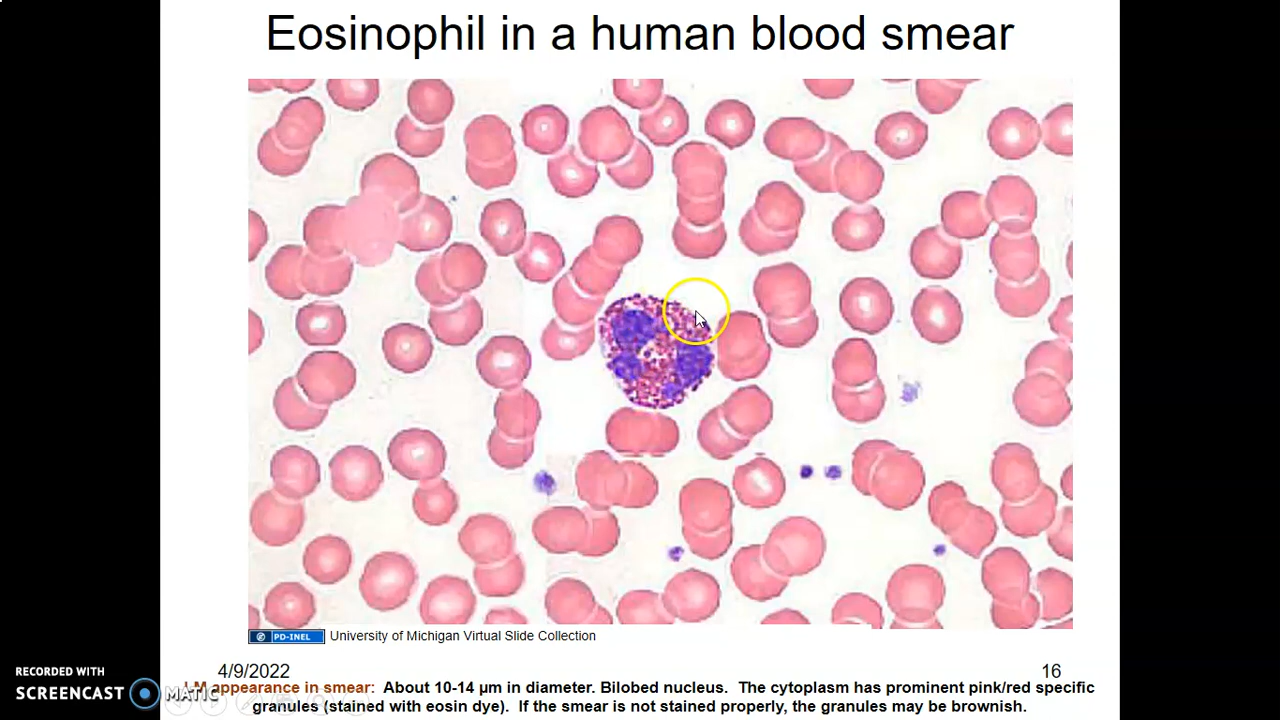 Eosinophil in a human blood smear
PD-INEL University of Michigan Virtual Slide Collection
RECORDED WITH
SCREENCAST MATIC
4/9/2022
16
LM appearance in smear: About 10-14 µm in diameter. Bilobed nucleus. The cytoplasm has prominent pink/red specific
granules (stained with eosin dye). If the smear is not stained properly, the granules may be brownish.